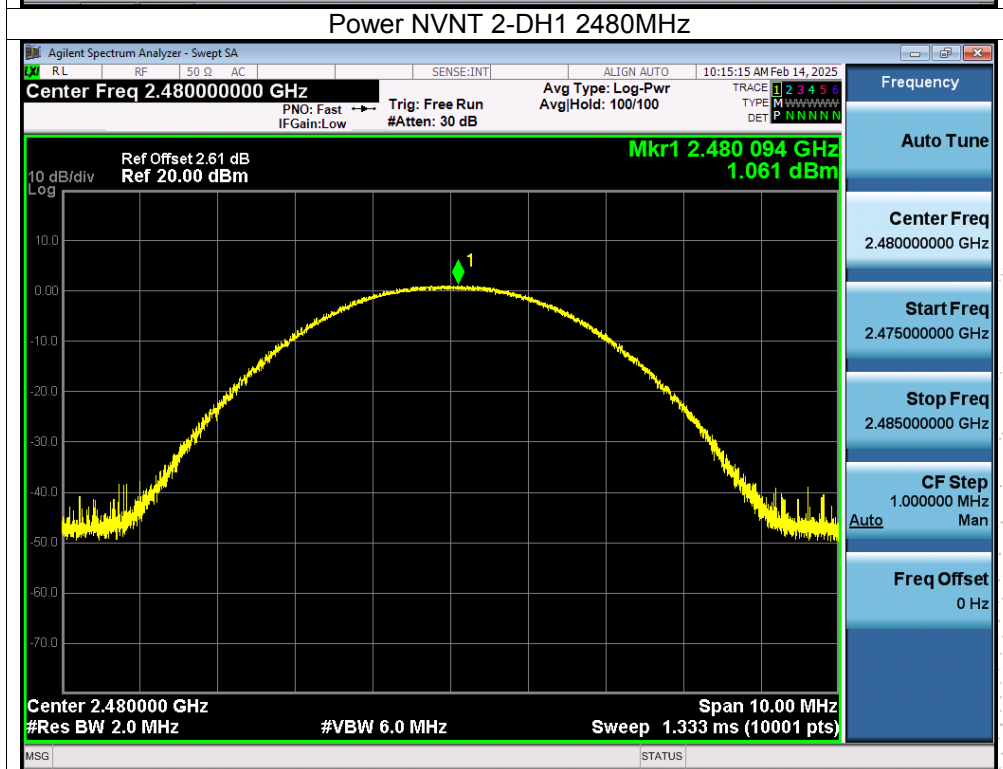 Power NVNT 2-DH1 2480MHz
Agilent Spectrum Analyzer - Swept SA
LXI RL RF 50 Ω AC SENSE:INT ALIGN AUTO 10:15:15 AM Feb 14, 2025
Center Freq 2.480000000 GHz
PNO: Fast
IFGain:Low
Trig: Free Run
#Atten: 30 dB
Avg Type: Log-Pwr
Avg|Hold: 100/100
TRACE 1 2 3 4 5 6
TYPE M WWWWW
DET P N N N N N
Ref Offset 2.61 dB
Ref 20.00 dBm
10 dB/div
Log
Mkr1 2.480 094 GHz
1.061 dBm
1
10.0
0.00
-10.0
-20.0
-30.0
-40.0
-50.0
-60.0
-70.0
Center 2.480000 GHz
Span 10.00 MHz
#Res BW 2.0 MHz
#VBW 6.0 MHz
Sweep 1.333 ms (10001 pts)
MSG
STATUS
Frequency
Auto Tune
Center Freq
2.480000000 GHz
Start Freq
2.475000000 GHz
Stop Freq
2.485000000 GHz
CF Step
1.000000 MHz
Auto Man
Freq Offset
0 Hz